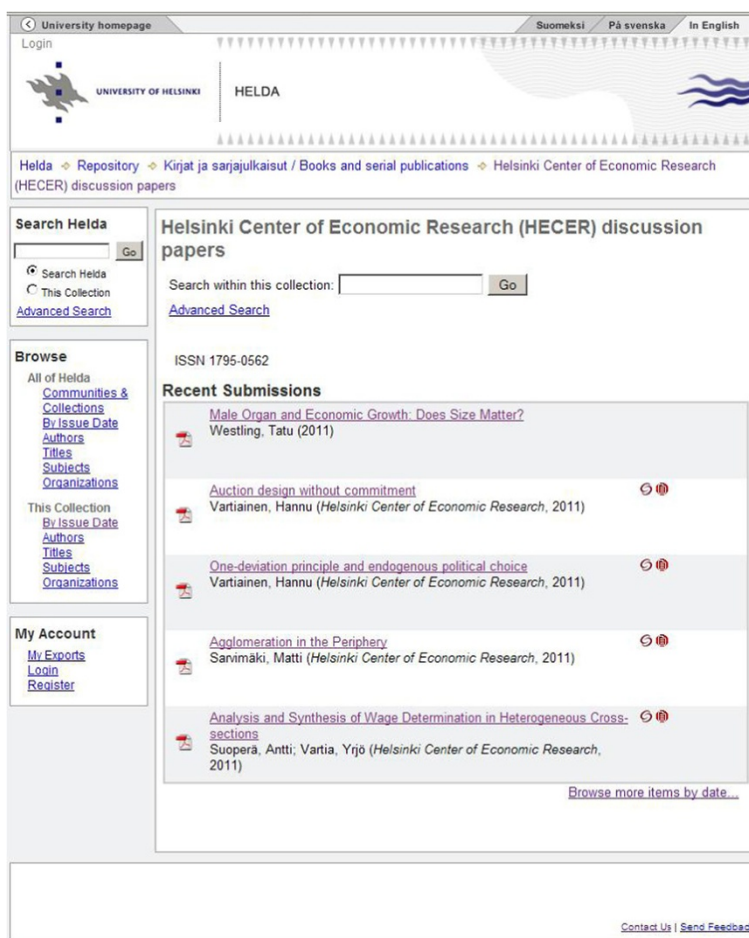 University homepage
Suomeksi
På svenska
In English
Login
UNIVERSITY OF HELSINKI
HELDA
Helda Repository Kirjat ja sarjajulkaisut / Books and serial publications Helsinki Center of Economic Research
(HECER) discussion papers
Search Helda
Go
Search Helda
This Collection
Advanced Search
Browse
All of Helda
Communities &
Collections
By Issue Date
Authors
Titles
Subjects
Organizations
This Collection
By Issue Date
Authors
Titles
Subjects
Organizations
My Account
My Exports
Login
Register
Helsinki Center of Economic Research (HECER) discussion
papers
Search within this collection:
Go
Advanced Search
ISSN 1795-0562
Recent Submissions
Male Organ and Economic Growth: Does Size Matter?
Westling, Tatu (2011)
Auction design without commitment
Vartiainen, Hannu (Helsinki Center of Economic Research, 2011)
One-deviation principle and endogenous political choice
Vartiainen, Hannu (Helsinki Center of Economic Research, 2011)
Agglomeration in the Periphery
Sarvimäki, Matti (Helsinki Center of Economic Research, 2011)
Analysis and Synthesis of Wage Determination in Heterogeneous Cross-
sections
Suoperä, Antti; Vartia, Yrjö (Helsinki Center of Economic Research,
2011)
Browse more items by date...
Contact Us | Send Feedbac